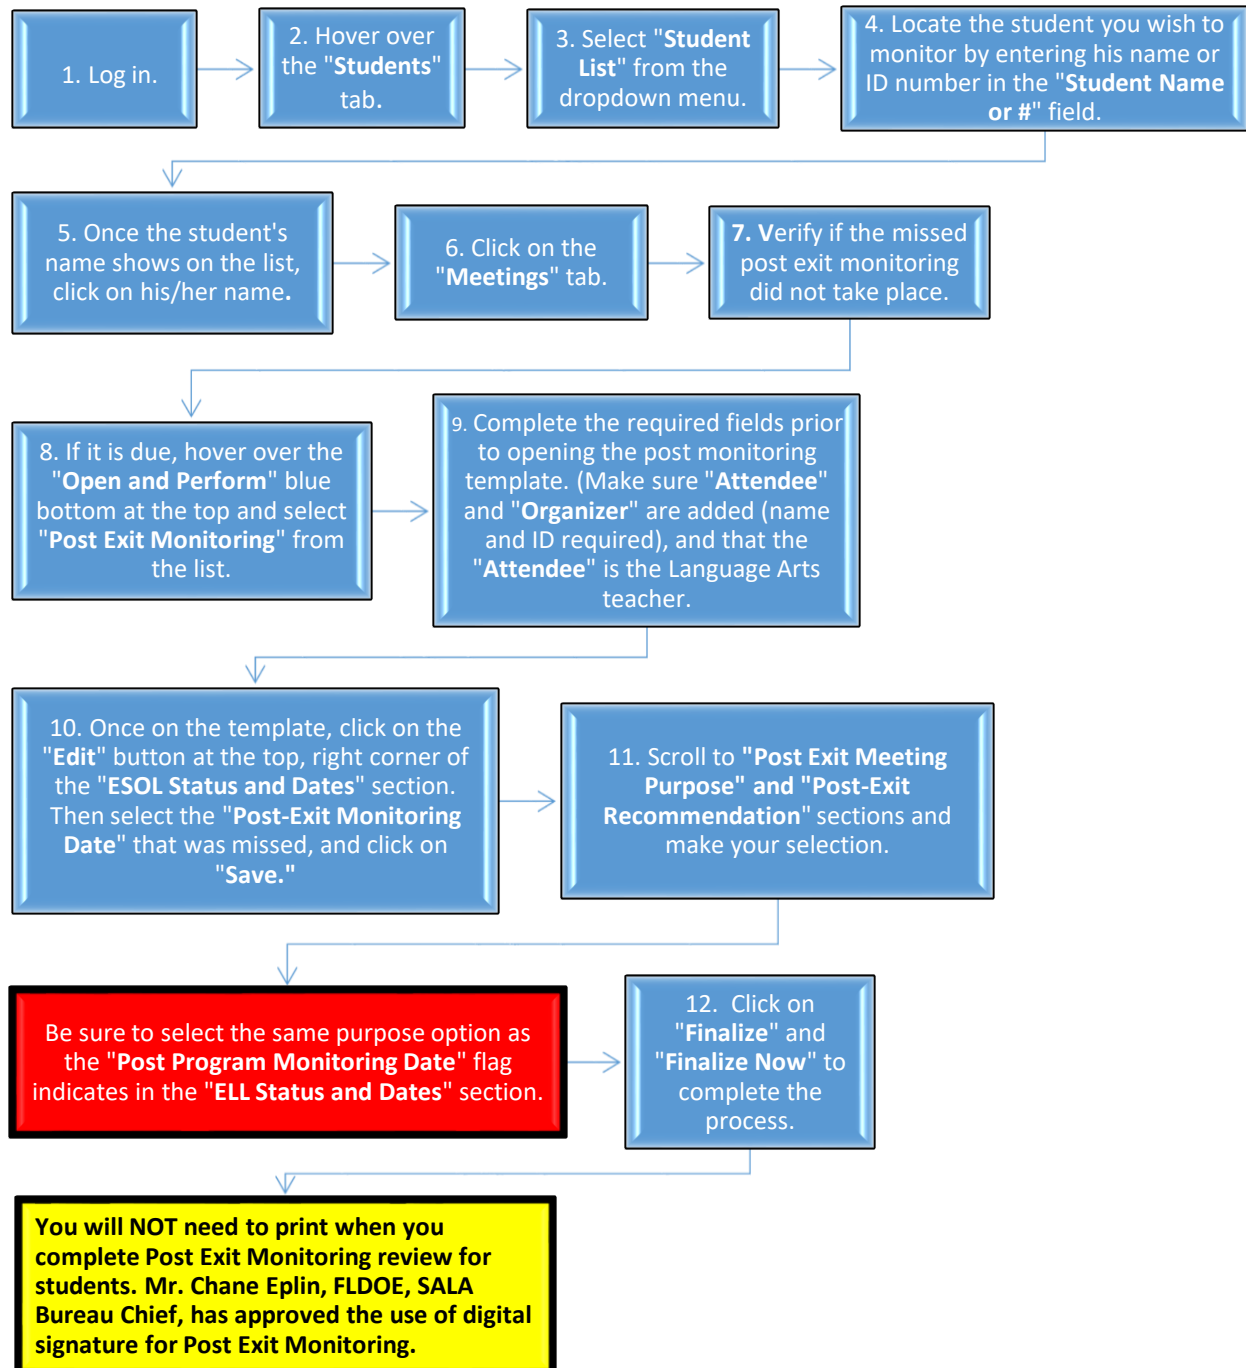 1. Log in.
2. Hover over
the "Students"
tab.
3. Select "Student
List" from the
dropdown menu.
4. Locate the student you wish to
monitor by entering his name or
ID number in the "Student Name
or #" field.
5. Once the student's
name shows on the list,
click on his/her name.
6. Click on the
"Meetings" tab.
7. Verify if the missed
post exit monitoring
did not take place.
8. If it is due, hover over the
"Open and Perform" blue
bottom at the top and select
"Post Exit Monitoring" from
the list.
9. Complete the required fields prior
to opening the post monitoring
template. (Make sure "Attendee"
and "Organizer" are added (name
and ID required), and that the
"Attendee" is the Language Arts
teacher.
10. Once on the template, click on the
"Edit" button at the top, right corner of
the "ESOL Status and Dates" section.
Then select the "Post-Exit Monitoring
Date" that was missed, and click on
"Save."
11. Scroll to "Post Exit Meeting
Purpose" and "Post-Exit
Recommendation" sections and
make your selection.
Be sure to select the same purpose option as
the "Post Program Monitoring Date" flag
indicates in the "ELL Status and Dates" section.
12. Click on
"Finalize" and
"Finalize Now" to
complete the
process.
You will NOT need to print when you
complete Post Exit Monitoring review for
students. Mr. Chane Eplin, FLDOE, SALA
Bureau Chief, has approved the use of digital
signature for Post Exit Monitoring.